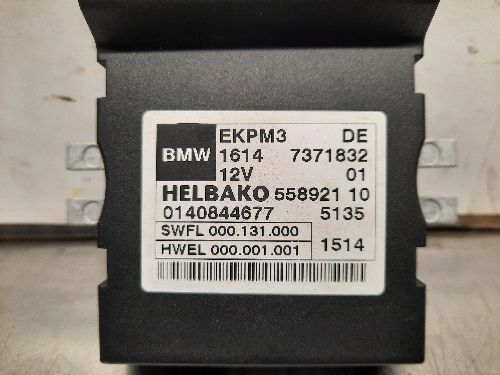 EKPM3 DE
BMW 1614 7371832
12V 01
HELBAKO 558921 10
0140844677 5135
SWFL 000.131.000
HWEL 000.001.001 1514